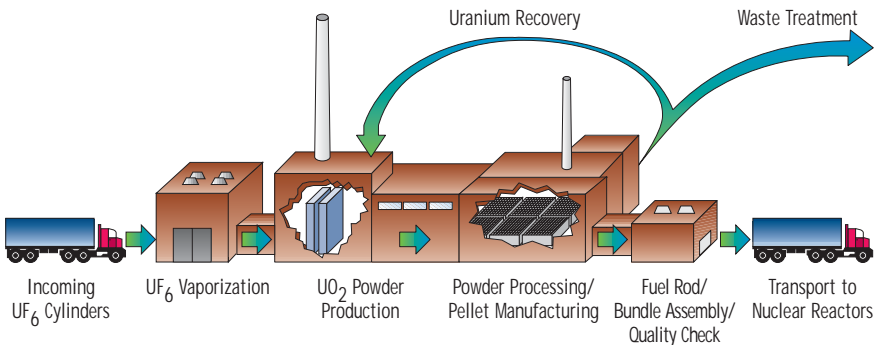 Uranium Recovery
Waste Treatment
Incoming
UF6 Cylinders
UF6 Vaporization
UO2 Powder
Production
Powder Processing/
Pellet Manufacturing
Fuel Rod/
Bundle Assembly/
Quality Check
Transport to
Nuclear Reactors